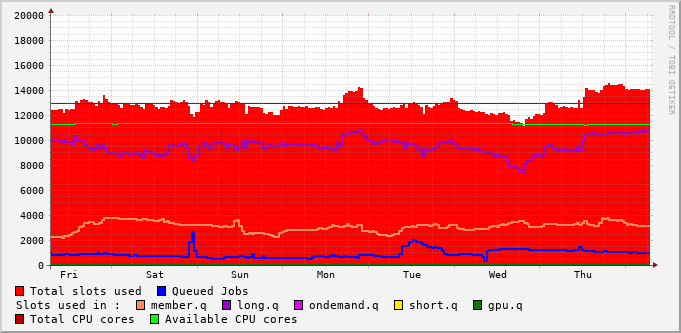 20000
18000
16000
14000
12000
10000
8000
6000
4000
2000
0
Fri Sat Sun Mon Tue Wed Thu
Total slots used Queued Jobs
Slots used in : member.q long.q ondemand.q short.q gpu.q
Total CPU cores Available CPU cores
RRDTOOL / TOBI OETIKER